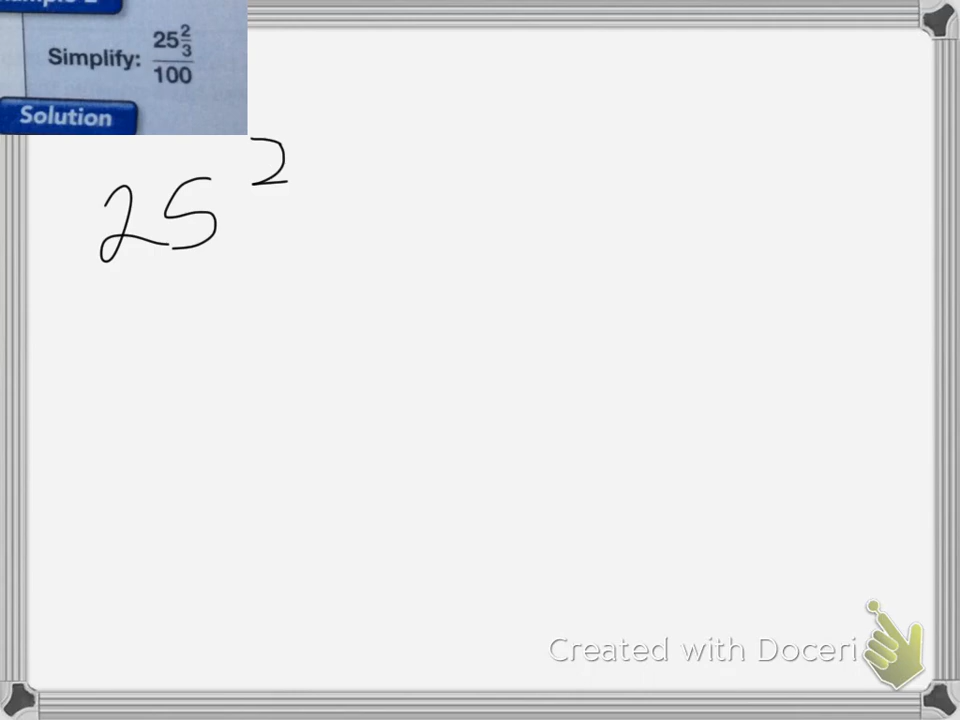 Simplify: 25 2/3
100
Solution
25 2
Created with Doceri